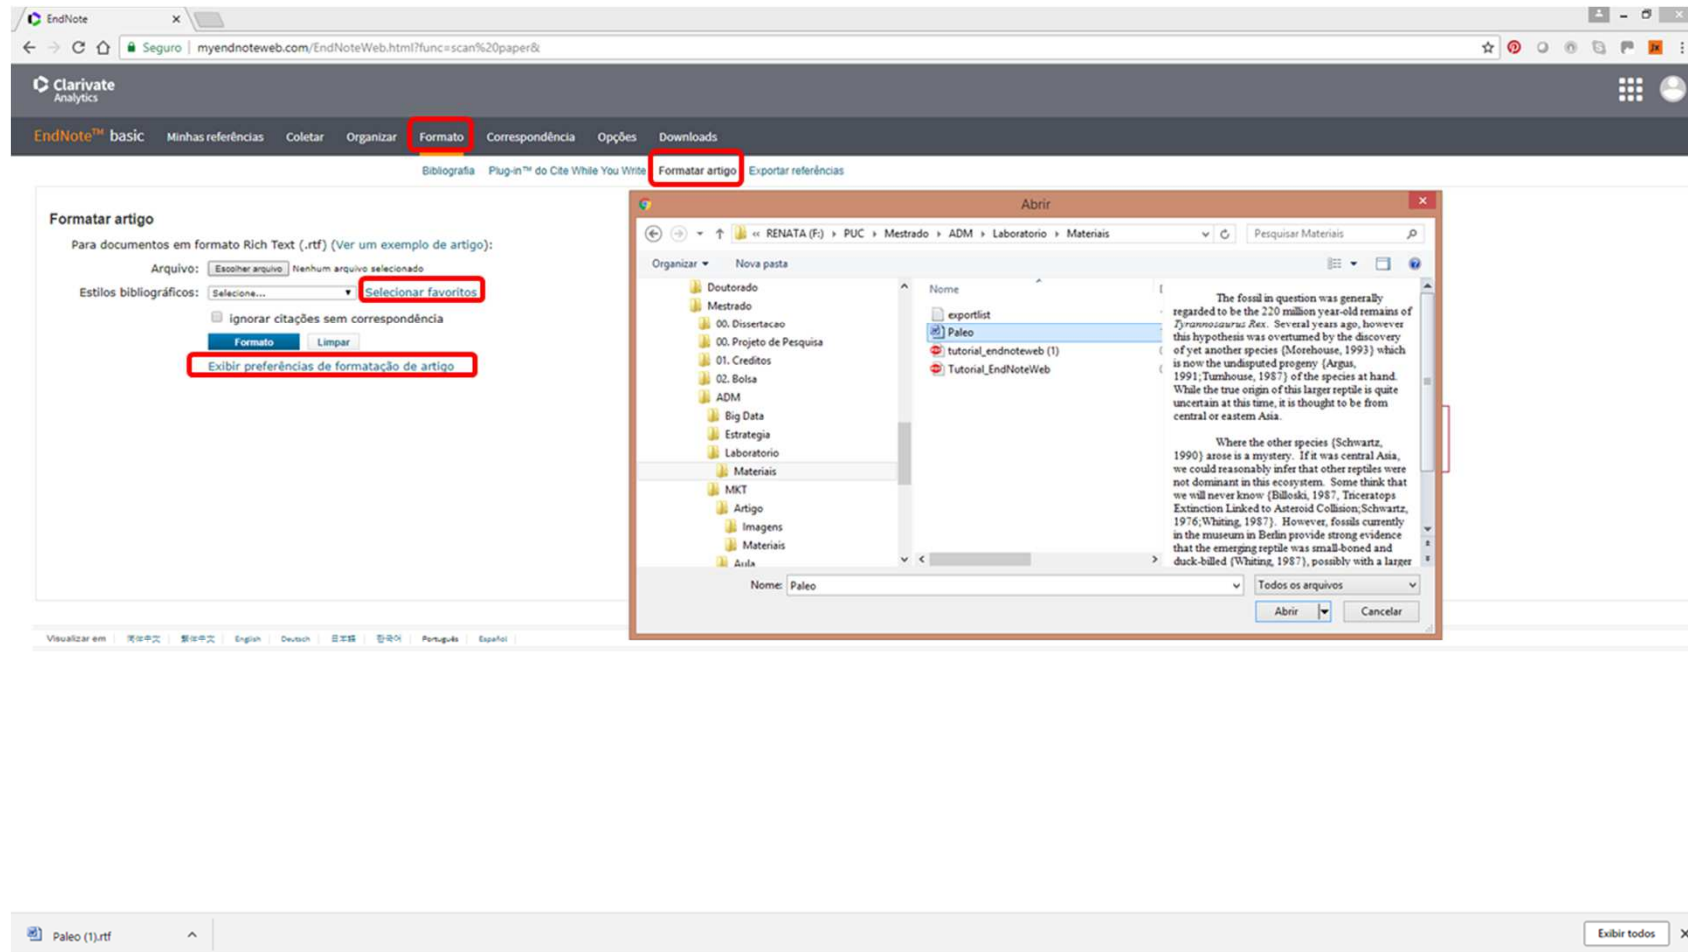 EndNote
Seguro | myendnoteweb.com/EndNoteWeb.html?func=scan%20paper&
Clarivate
Analytics
EndNote™ basic Minhas referências Coletar Organizar Formato Correspondência Opções Downloads
Bibliografia Plug-in™ do Cite While You Write Formatar artigo Exportar referências
Formatar artigo
Para documentos em formato Rich Text (.rtf) (Ver um exemplo de artigo):
Arquivo: Escolher arquivo Nenhum arquivo selecionado
Estilos bibliográficos: Selecione... Selecionar favoritos
ignorar citações sem correspondência
Formato Limpar
Exibir preferências de formatação de artigo
Abrir
« RENATA (F:) PUC Mestrado ADM Laboratorio Materiais Pesquisar Materiais
Organizar Nova pasta
Doutorado
Mestrado
00. Dissertacao
00. Projeto de Pesquisa
01. Creditos
02. Bolsa
ADM
Big Data
Estrategia
Laboratorio
Materiais
MKT
Artigo
Imagens
Materiais
Aula
Nome
exportlist
Paleo
tutorial_endnoteweb (1)
Tutorial_EndNoteWeb
The fossil in question was generally
regarded to be the 220 million year-old remains of
Tyrannosaurus Rex. Several years ago, however
this hypothesis was overturned by the discovery
of yet another species {Morehouse, 1993} which
is now the undisputed progeny {Argus,
1991;Turnhouse, 1987} of the species at hand.
While the true origin of this larger reptile is quite
uncertain at this time, it is thought to be from
central or eastern Asia.
Where the other species {Schwartz,
1990} arose is a mystery. If it was central Asia,
we could reasonably infer that other reptiles were
not dominant in this ecosystem. Some think that
we will never know {Billoski, 1987, Triceratops
Extinction Linked to Asteroid Collision;Schwartz,
1976;Whiting, 1987}. However, fossils currently
in the museum in Berlin provide strong evidence
that the emerging reptile was small-boned and
duck-billed {Whiting, 1987}, possibly with a larger
Nome: Paleo Todos os arquivos
Abrir Cancelar
Visualizar em 简体中文 繁体中文 English Deutsch 日本語 한국어 Português Español
Paleo (1).rtf Exibir todos